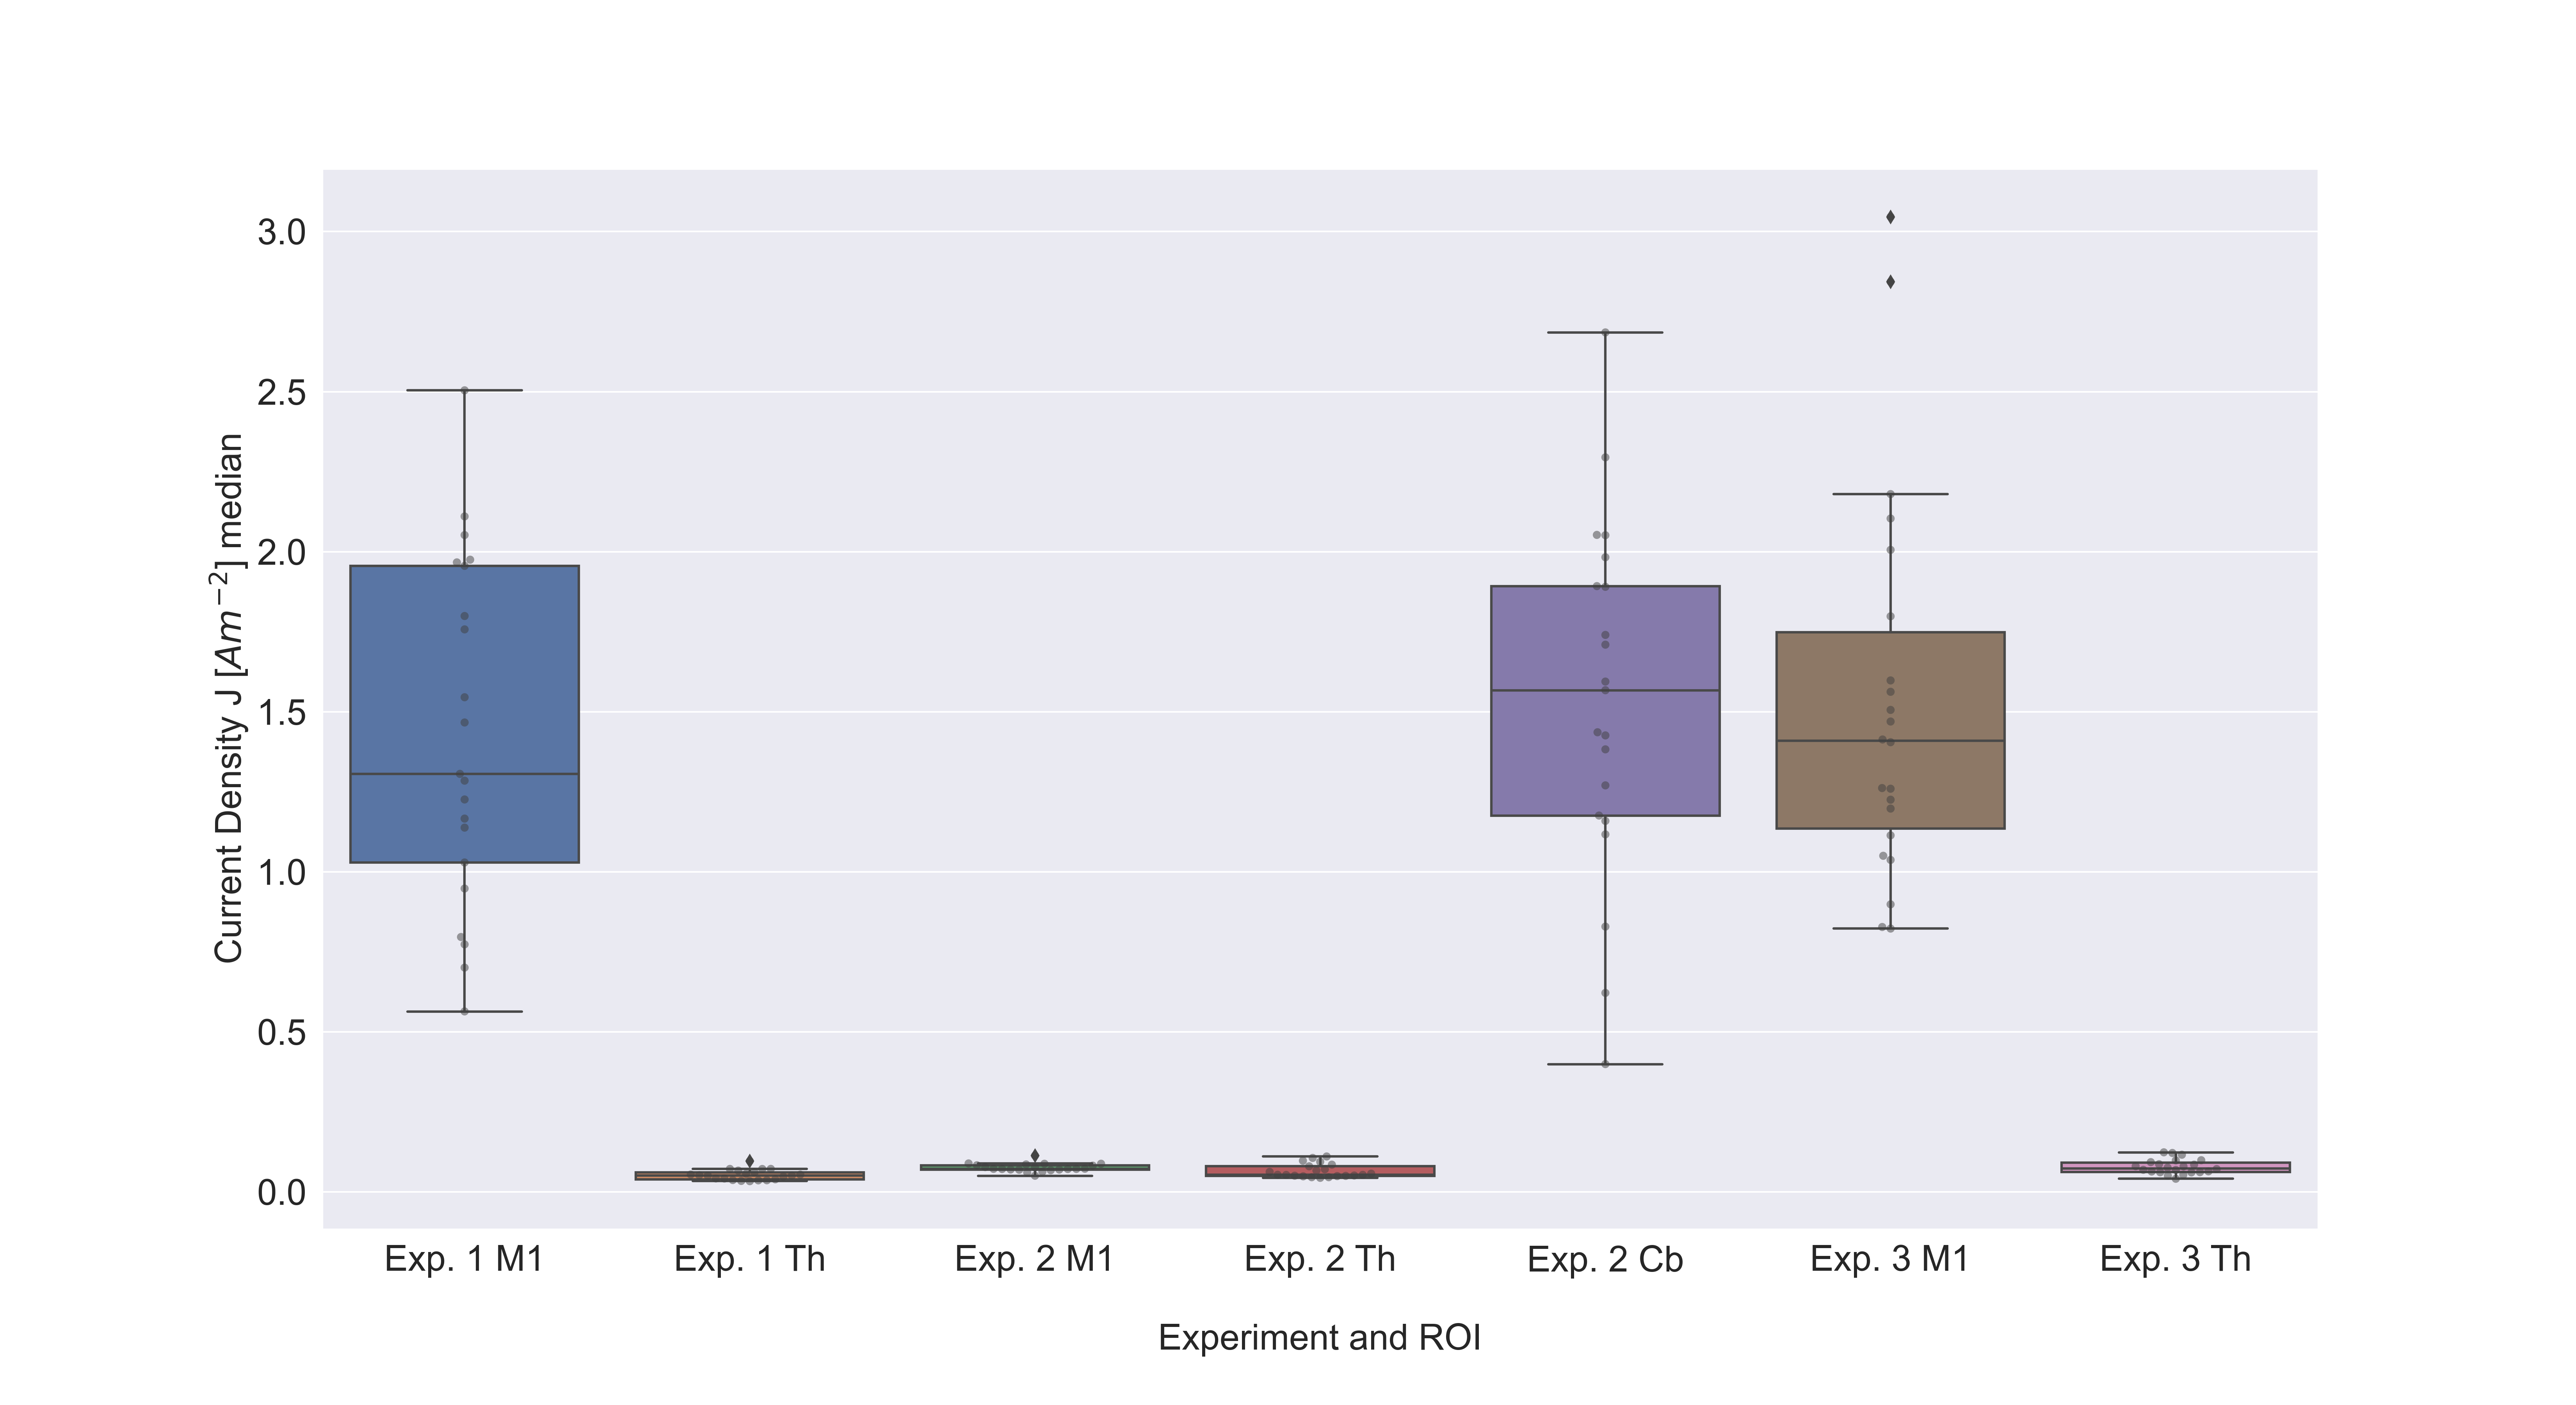 3.0
2.5
2.0
1.5
1.0
0.5
0.0
Current Density J [Am⁻²] median
Exp. 1 M1 Exp. 1 Th Exp. 2 M1 Exp. 2 Th Exp. 2 Cb Exp. 3 M1 Exp. 3 Th
Experiment and ROI